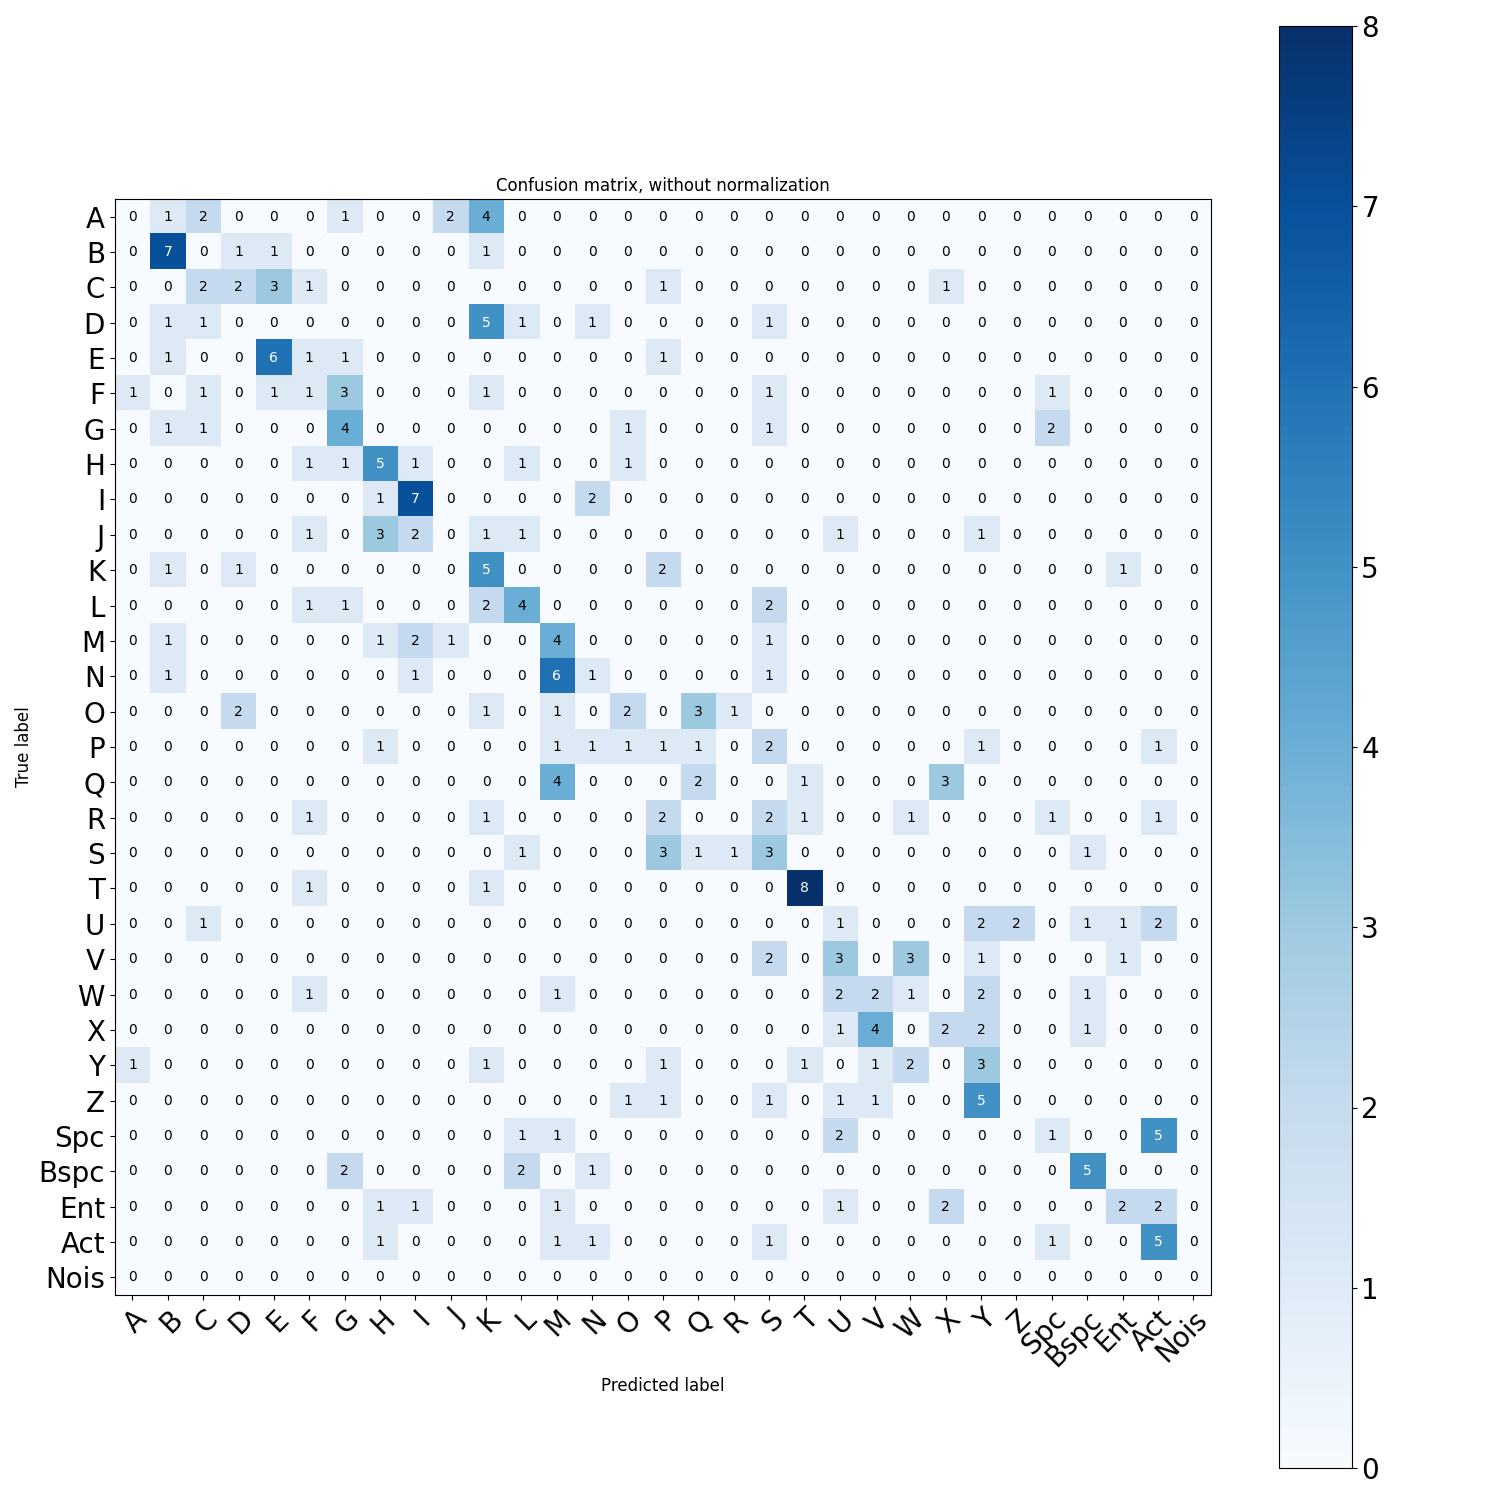 Confusion matrix, without normalization
A 0 1 2 0 0 0 1 0 0 2 4 0 0 0 0 0 0 0 0 0 0 0 0 0 0 0 0 0 0 0 0
B 0 7 0 1 1 0 0 0 0 0 1 0 0 0 0 0 0 0 0 0 0 0 0 0 0 0 0 0 0 0 0
C 0 0 2 2 3 1 0 0 0 0 0 0 0 0 0 1 0 0 0 0 0 0 0 1 0 0 0 0 0 0 0
D 0 1 1 0 0 0 0 0 0 0 5 1 0 1 0 0 0 0 1 0 0 0 0 0 0 0 0 0 0 0 0
E 0 1 0 0 6 1 1 0 0 0 0 0 0 0 0 1 0 0 0 0 0 0 0 0 0 0 0 0 0 0 0
F 1 0 1 0 1 1 3 0 0 0 1 0 0 0 0 0 0 0 1 0 0 0 0 0 0 0 1 0 0 0 0
G 0 1 1 0 0 0 4 0 0 0 0 0 0 0 1 0 0 0 1 0 0 0 0 0 0 0 2 0 0 0 0
H 0 0 0 0 0 1 1 5 1 0 0 1 0 0 1 0 0 0 0 0 0 0 0 0 0 0 0 0 0 0 0
I 0 0 0 0 0 0 0 1 7 0 0 0 0 2 0 0 0 0 0 0 0 0 0 0 0 0 0 0 0 0 0
J 0 0 0 0 0 1 0 3 2 0 1 1 0 0 0 0 0 0 0 0 1 0 0 0 1 0 0 0 0 0 0
K 0 1 0 1 0 0 0 0 0 0 5 0 0 0 0 2 0 0 0 0 0 0 0 0 0 0 0 0 1 0 0
L 0 0 0 0 0 1 1 0 0 0 2 4 0 0 0 0 0 0 2 0 0 0 0 0 0 0 0 0 0 0 0
M 0 1 0 0 0 0 0 1 2 1 0 0 4 0 0 0 0 0 1 0 0 0 0 0 0 0 0 0 0 0 0
N 0 1 0 0 0 0 0 0 1 0 0 0 6 1 0 0 0 0 1 0 0 0 0 0 0 0 0 0 0 0 0
O 0 0 0 2 0 0 0 0 0 0 1 0 1 0 2 0 3 1 0 0 0 0 0 0 0 0 0 0 0 0 0
P 0 0 0 0 0 0 0 1 0 0 0 0 1 1 1 1 1 0 2 0 0 0 0 0 1 0 0 0 0 1 0
Q 0 0 0 0 0 0 0 0 0 0 0 0 4 0 0 0 2 0 0 1 0 0 0 3 0 0 0 0 0 0 0
R 0 0 0 0 0 1 0 0 0 0 1 0 0 0 0 2 0 0 2 1 0 0 1 0 0 0 1 0 0 1 0
S 0 0 0 0 0 0 0 0 0 0 0 1 0 0 0 3 1 1 3 0 0 0 0 0 0 0 0 1 0 0 0
T 0 0 0 0 0 1 0 0 0 0 1 0 0 0 0 0 0 0 0 8 0 0 0 0 0 0 0 0 0 0 0
U 0 0 1 0 0 0 0 0 0 0 0 0 0 0 0 0 0 0 0 0 1 0 0 0 2 2 0 1 1 2 0
V 0 0 0 0 0 0 0 0 0 0 0 0 0 0 0 0 0 0 2 0 3 0 3 0 1 0 0 0 1 0 0
W 0 0 0 0 0 1 0 0 0 0 0 0 1 0 0 0 0 0 0 0 2 2 1 0 2 0 0 1 0 0 0
X 0 0 0 0 0 0 0 0 0 0 0 0 0 0 0 0 0 0 0 0 1 4 0 2 2 0 0 1 0 0 0
Y 1 0 0 0 0 0 0 0 0 0 1 0 0 0 0 1 0 0 0 1 0 1 2 0 3 0 0 0 0 0 0
Z 0 0 0 0 0 0 0 0 0 0 0 0 0 0 1 1 0 0 1 0 1 1 0 0 5 0 0 0 0 0 0
Spc 0 0 0 0 0 0 0 0 0 0 0 1 1 0 0 0 0 0 0 0 2 0 0 0 0 0 1 0 0 5 0
Bspc 0 0 0 0 0 0 2 0 0 0 0 2 0 1 0 0 0 0 0 0 0 0 0 0 0 0 0 5 0 0 0
Ent 0 0 0 0 0 0 0 1 1 0 0 0 1 0 0 0 0 0 0 0 1 0 0 2 0 0 0 0 2 2 0
Act 0 0 0 0 0 0 0 1 0 0 0 0 1 1 0 0 0 0 1 0 0 0 0 0 0 0 1 0 0 5 0
Nois 0 0 0 0 0 0 0 0 0 0 0 0 0 0 0 0 0 0 0 0 0 0 0 0 0 0 0 0 0 0 0
A B C D E F G H I J K L M N O P Q R S T U V W X Y Z Spc Bspc Ent Act Nois
Predicted label
True label
8
7
6
5
4
3
2
1
0